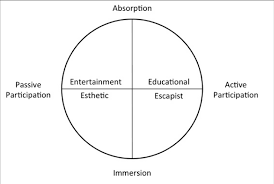 Absorption
Passive
Participation
Entertainment
Educational
Esthetic
Escapist
Active
Participation
Immersion